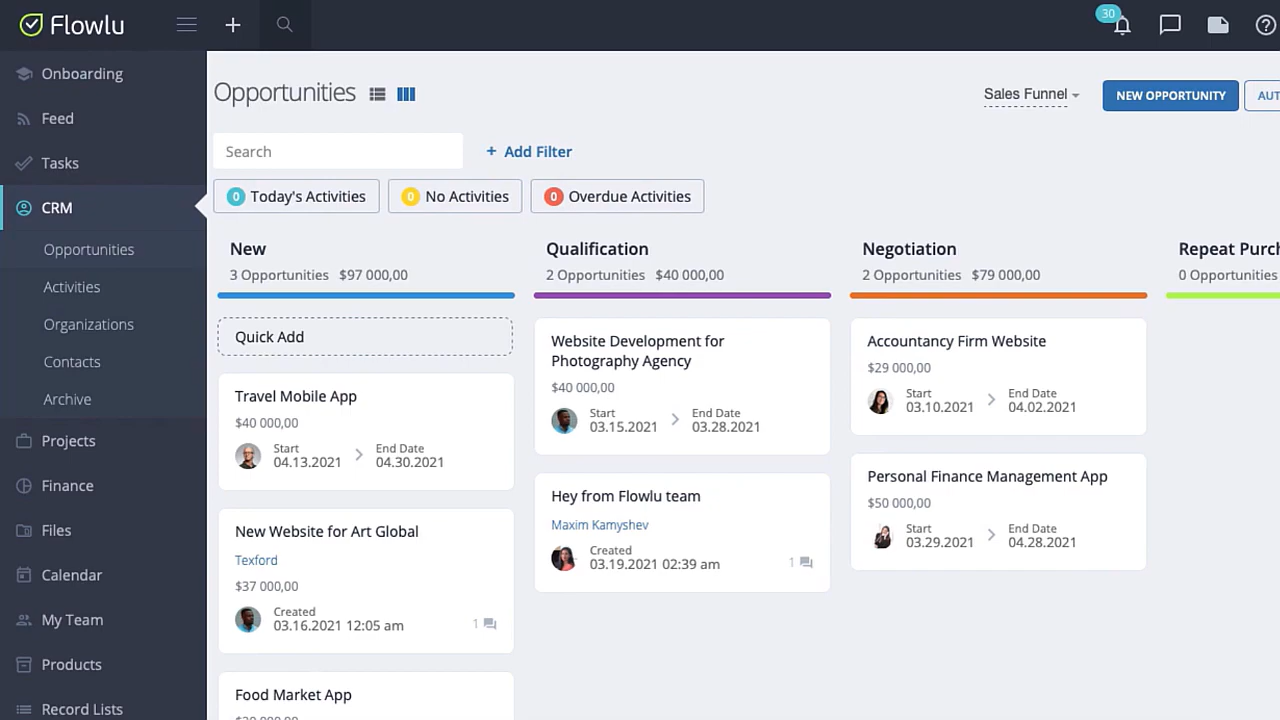 Flowlu
30
Onboarding
Feed
Tasks
CRM
Opportunities
Activities
Organizations
Contacts
Archive
Projects
Finance
Files
Calendar
My Team
Products
Record Lists
Opportunities
Sales Funnel
NEW OPPORTUNITY
AUT
Search
+ Add Filter
0 Today's Activities
0 No Activities
0 Overdue Activities
New
3 Opportunities $97 000,00
Quick Add
Travel Mobile App
$40 000,00
Start
04.13.2021
End Date
04.30.2021
New Website for Art Global
Texford
$37 000,00
Created
03.16.2021 12:05 am
1
Food Market App
Qualification
2 Opportunities $40 000,00
Website Development for
Photography Agency
$40 000,00
Start
03.15.2021
End Date
03.28.2021
Hey from Flowlu team
Maxim Kamyshev
Created
03.19.2021 02:39 am
1
Negotiation
2 Opportunities $79 000,00
Accountancy Firm Website
$29 000,00
Start
03.10.2021
End Date
04.02.2021
Personal Finance Management App
$50 000,00
Start
03.29.2021
End Date
04.28.2021
Repeat Purch
0 Opportunities